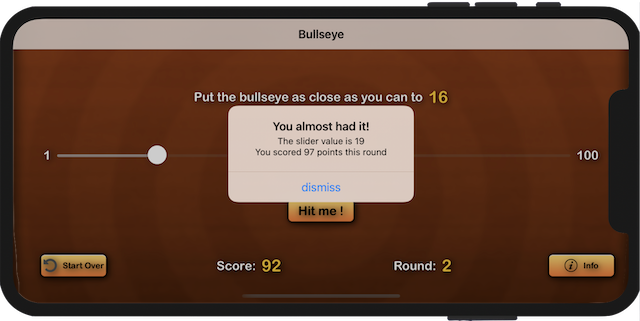 Bullseye
Put the bullseye as close as you can to 16
You almost had it!
The slider value is 19
You scored 97 points this round
1
100
dismiss
Hit me !
Start Over
Score: 92
Round: 2
Info